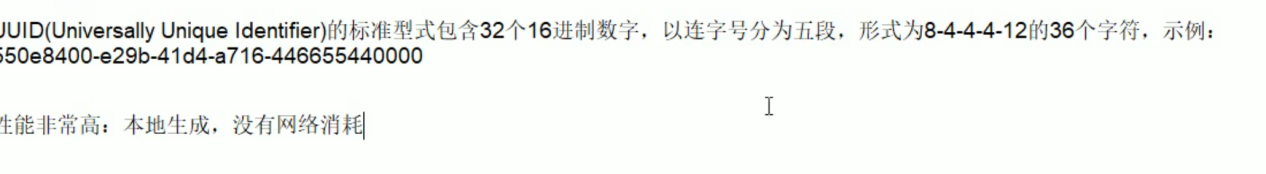 UUID(Universally Unique Identifier)的标准型式包含32个16进制数字，以连字号分为五段，形式为8-4-4-4-12的36个字符，示例：
550e8400-e29b-41d4-a716-446655440000
性能非常高：本地生成，没有网络消耗